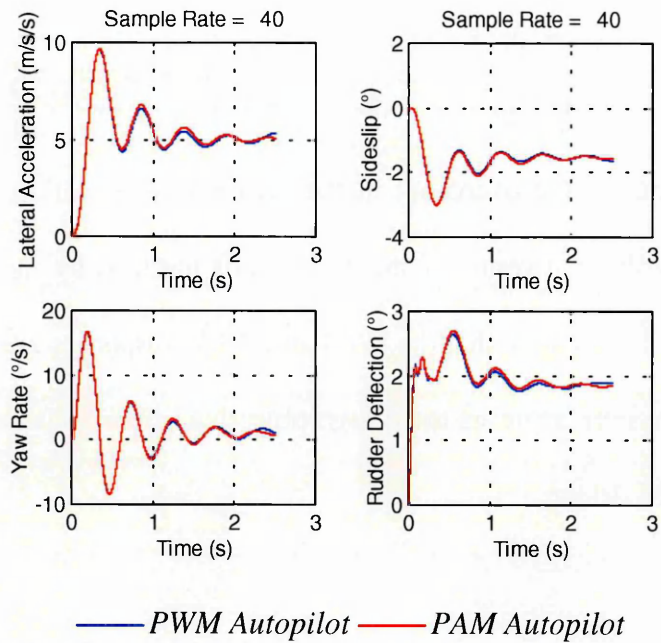 Sample Rate = 40
Lateral Acceleration (m/s/s)
10
5
0
0 1 2 3
Time (s)
Sample Rate = 40
Sideslip (°)
2
0
-2
-4
0 1 2 3
Time (s)
Yaw Rate (°/s)
20
10
0
-10
0 1 2 3
Time (s)
Rudder Deflection (°)
3
2
1
0
0 1 2 3
Time (s)
PWM Autopilot PAM Autopilot